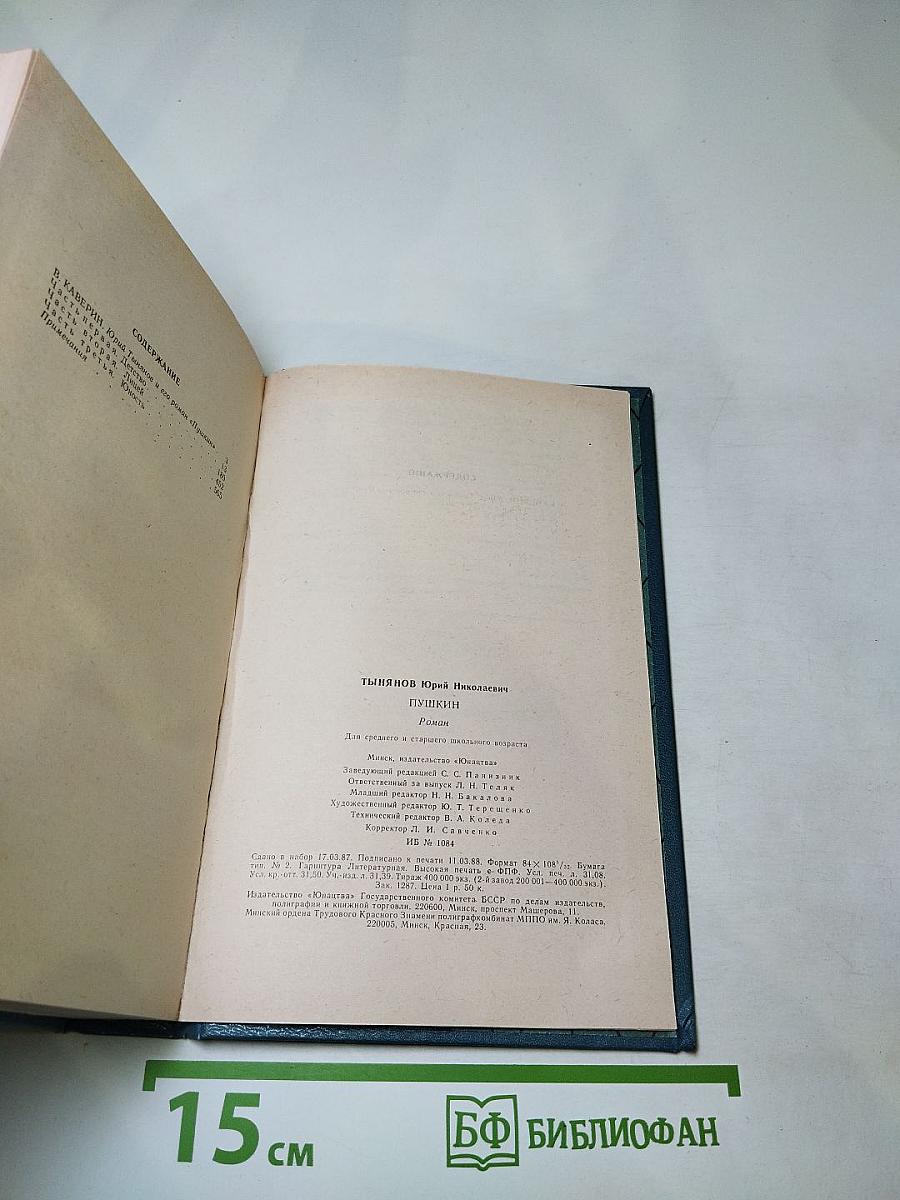 СОДЕРЖАНИЕ
В. КАВЕРИН. Юрий Тынянов и его роман «Пушкин» . 3
Часть первая. Детство . . . 12
Часть вторая. Лицей . . . 185
Часть третья. Юность . . . 402
Примечания . . . 565
ТЫНЯНОВ Юрий Николаевич
ПУШКИН
Роман
Для среднего и старшего школьного возраста
Минск, издательство «Юнацтва»
Заведующий редакцией С. С. Панизник
Ответственный за выпуск Л. Н. Теляк
Младший редактор Н. Н. Бакалова
Художественный редактор Ю. Т. Терещенко
Технический редактор В. А. Коледа
Корректор Л. И. Савченко
ИБ № 1084
Сдано в набор 17.03.87. Подписано к печати 11.03.88. Формат 84×108¹/₃₂. Бумага
тип. № 2. Гарнитура Литературная. Высокая печать с ФПФ. Усл. печ. л. 31,08.
Усл. кр.-отт. 31,50. Уч.-изд. л. 31,39. Тираж 400 000 экз. (2-й завод 200 001—400 000 экз.).
Зак. 1287. Цена 1 р. 50 к.
Издательство «Юнацтва» Государственного комитета БССР по делам издательств,
полиграфии и книжной торговли. 220600, Минск, проспект Машерова, 11.
Минский ордена Трудового Красного Знамени полиграфкомбинат МППО им. Я. Коласа.
220005, Минск, Красная, 23.
15 см
БФ БИБЛИОФАН